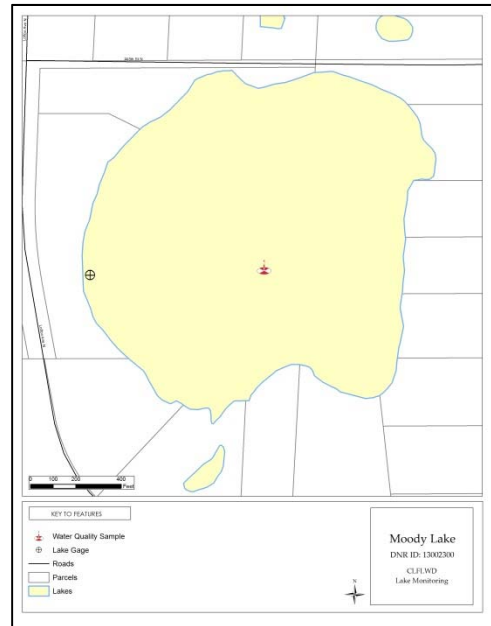 0 100 200 400
Feet
KEY TO FEATURES
Water Quality Sample
Lake Gage
Roads
Parcels
Lakes
Moody Lake
DNR ID: 13002300
CLFLWD
Lake Monitoring